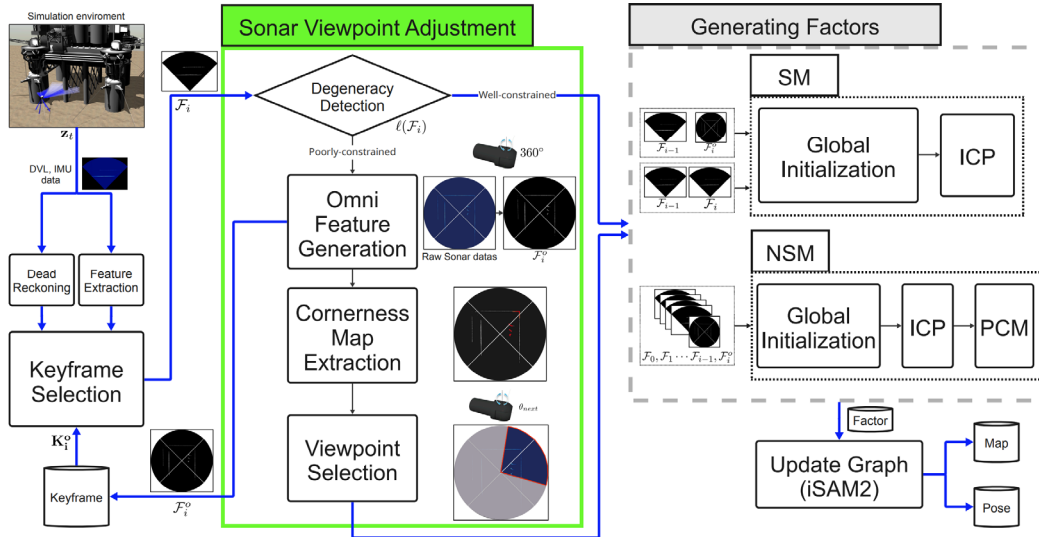 Simulation enviroment
z_t
DVL, IMU
data
Dead
Reckoning
Feature
Extraction
Keyframe
Selection
K_i^o
Keyframe
F_i^o
F_i
Sonar Viewpoint Adjustment
Degeneracy
Detection
ℓ(F_i)
Well-constrained
Poorly-constrained
360°
Omni
Feature
Generation
Raw Sonar datas
F_i^o
Cornerness
Map
Extraction
θ_next
Viewpoint
Selection
Generating Factors
SM
F_{i-1}
F_i^o
F_{i-1}
F_i
Global
Initialization
ICP
NSM
F_0, F_1 ⋯ F_{i-1}, F_i^o
Global
Initialization
ICP
PCM
Factor
Update Graph
(iSAM2)
Map
Pose